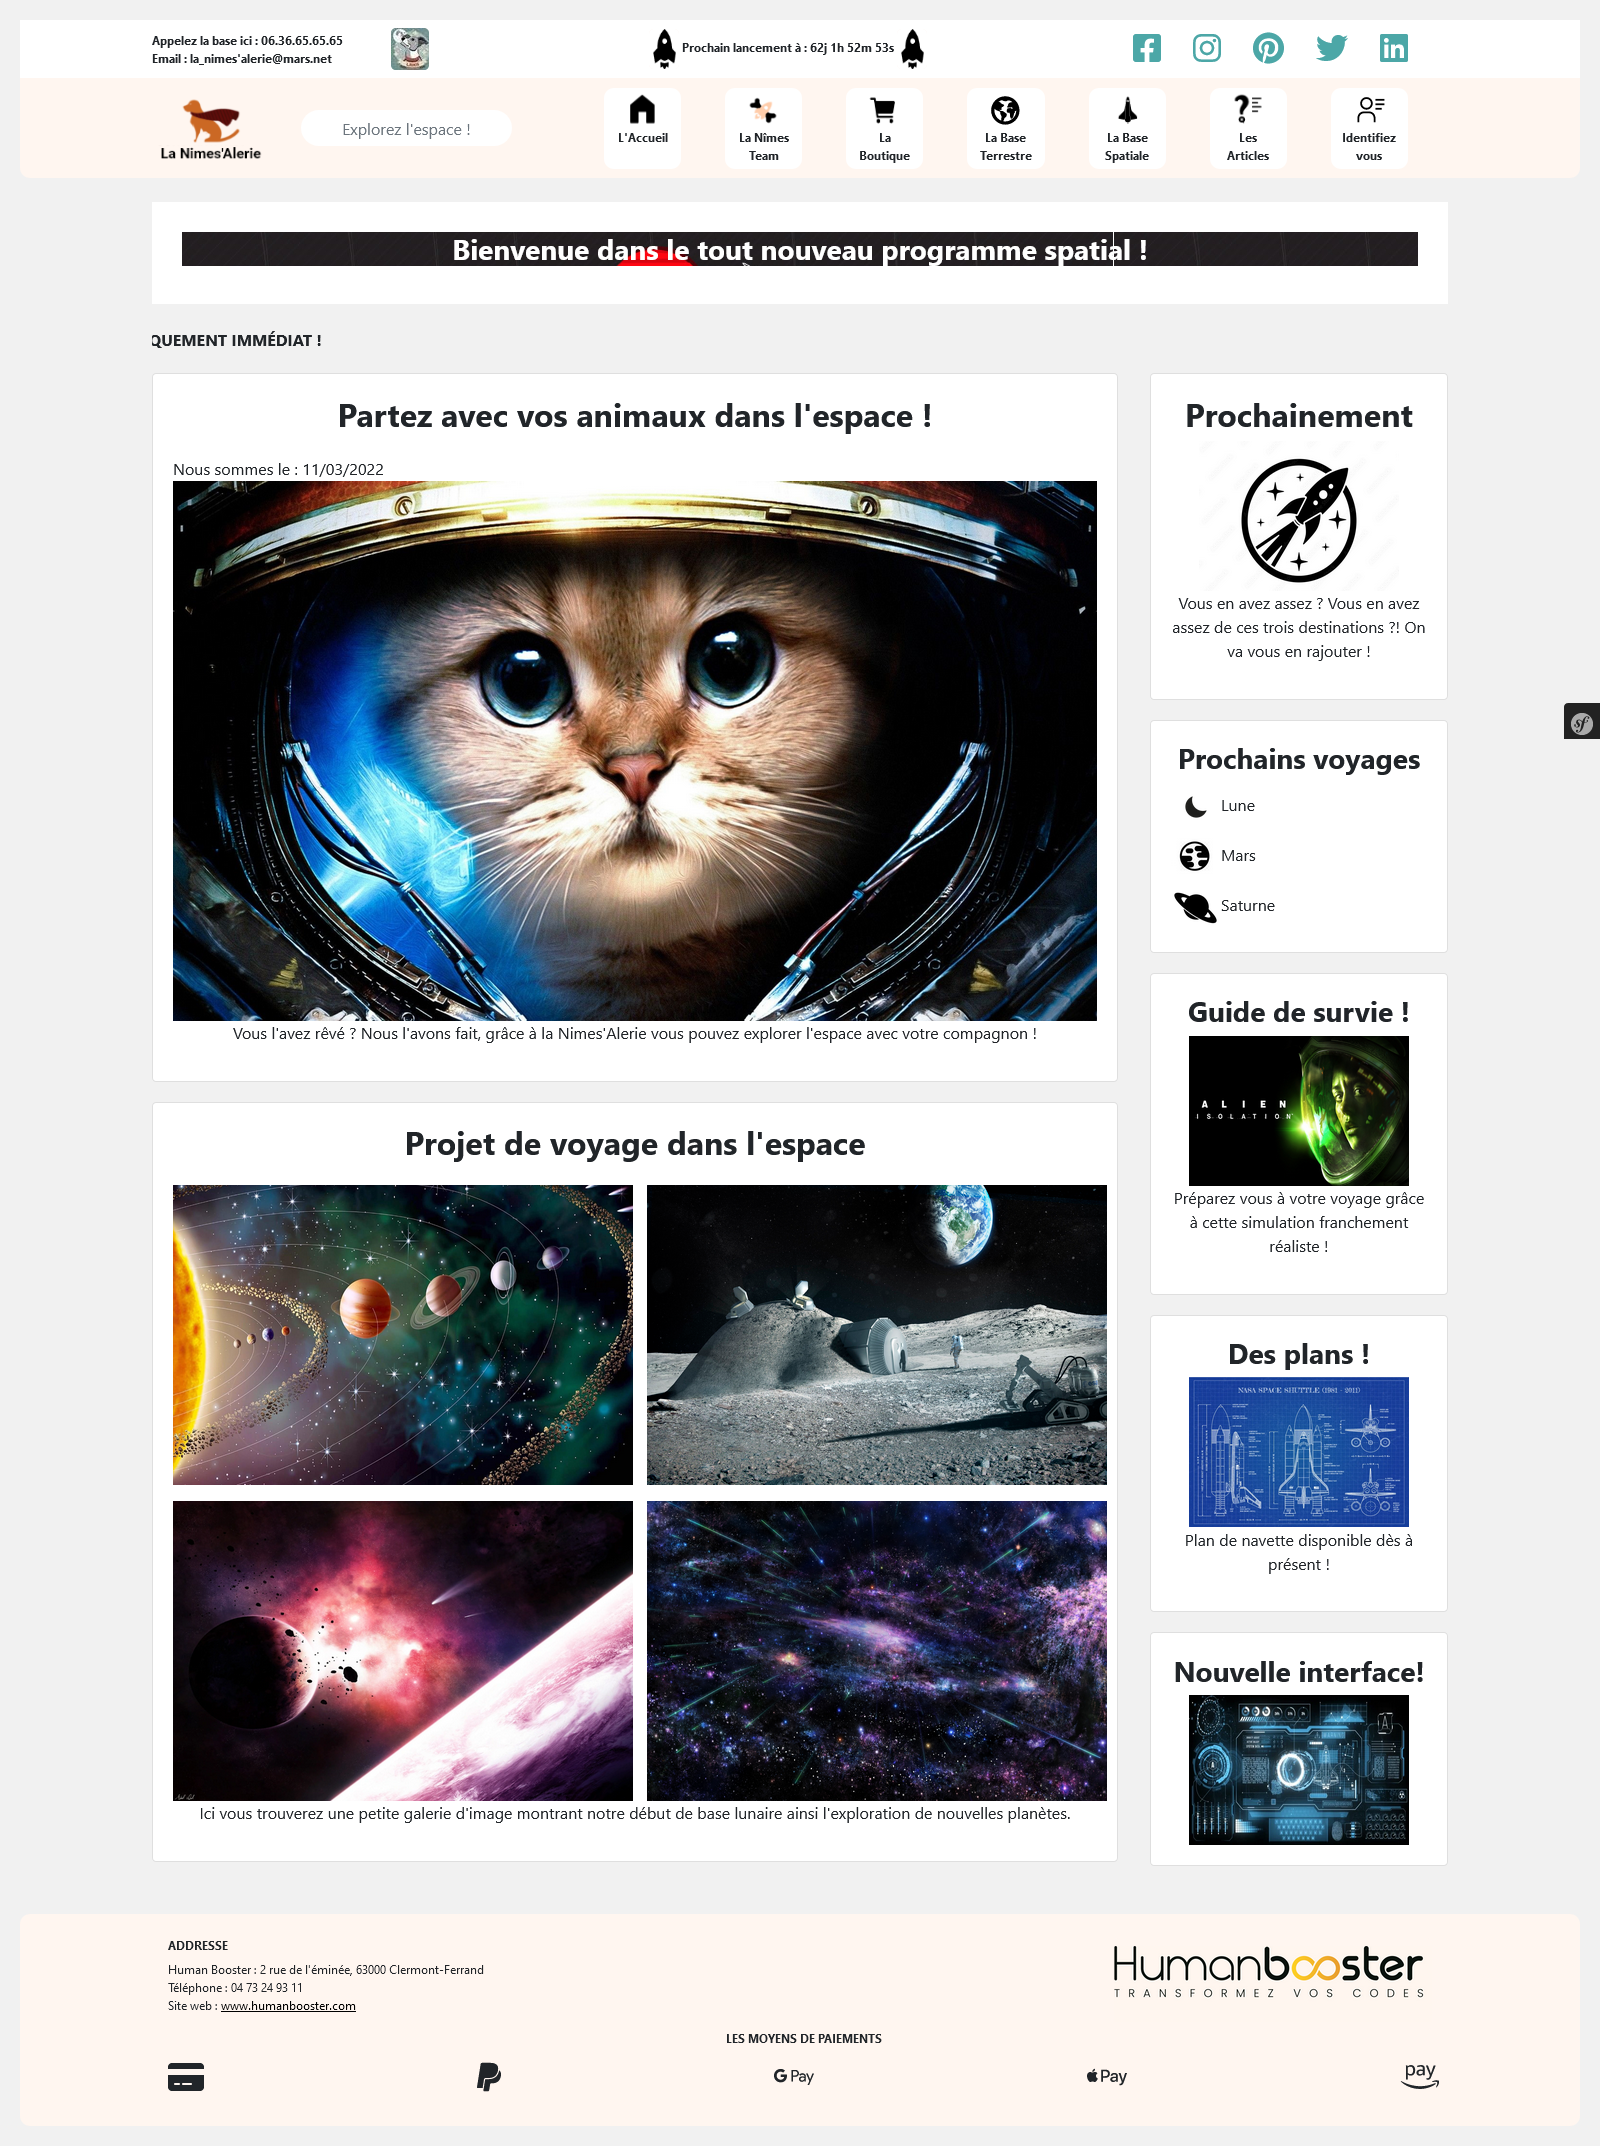 Appelez la base ici : 06.36.65.65.65
Email : la_nimes'alerie@mars.net
Prochain lancement à : 62j 1h 52m 53s
La Nimes'Alerie
Explorez l'espace !
L'Accueil
La Nîmes
Team
La
Boutique
La Base
Terrestre
La Base
Spatiale
Les
Articles
Identifiez
vous
Bienvenue dans le tout nouveau programme spatial !
QUEMENT IMMÉDIAT !
Partez avec vos animaux dans l'espace !
Nous sommes le : 11/03/2022
Vous l'avez rêvé ? Nous l'avons fait, grâce à la Nimes'Alerie vous pouvez explorer l'espace avec votre compagnon !
Projet de voyage dans l'espace
Ici vous trouverez une petite galerie d'image montrant notre début de base lunaire ainsi l'exploration de nouvelles planètes.
Prochainement
Vous en avez assez ? Vous en avez
assez de ces trois destinations ?! On
va vous en rajouter !
Prochains voyages
Lune
Mars
Saturne
Guide de survie !
ALIEN
ISOLATION
Préparez vous à votre voyage grâce
à cette simulation franchement
réaliste !
Des plans !
NASA SPACE SHUTTLE (1981 - 2011)
Plan de navette disponible dès à
présent !
Nouvelle interface!
sf
ADDRESSE
Human Booster : 2 rue de l'éminée, 63000 Clermont-Ferrand
Téléphone : 04 73 24 93 11
Site web : www.humanbooster.com
Humanbooster
TRANSFORMEZ VOS CODES
LES MOYENS DE PAIEMENTS
G Pay
Pay
pay